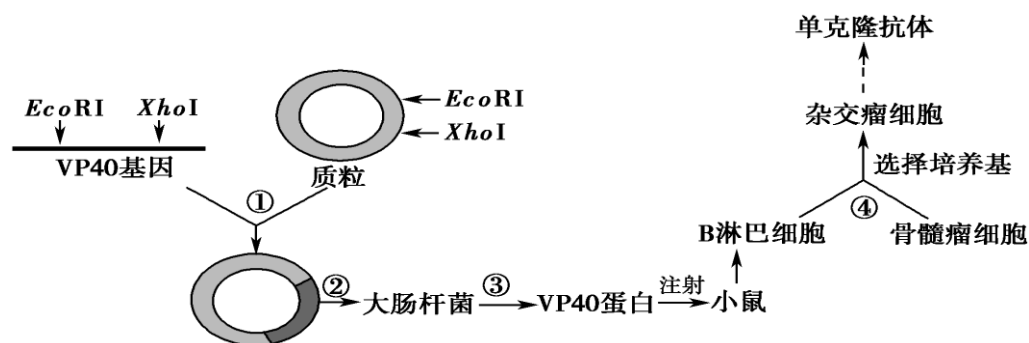 单克隆抗体
EcoRI
XhoI
EcoRI
XhoI
杂交瘤细胞
VP40基因
质粒
选择培养基
①
④
B淋巴细胞
骨髓瘤细胞
②
大肠杆菌
③
VP40蛋白
注射
小鼠